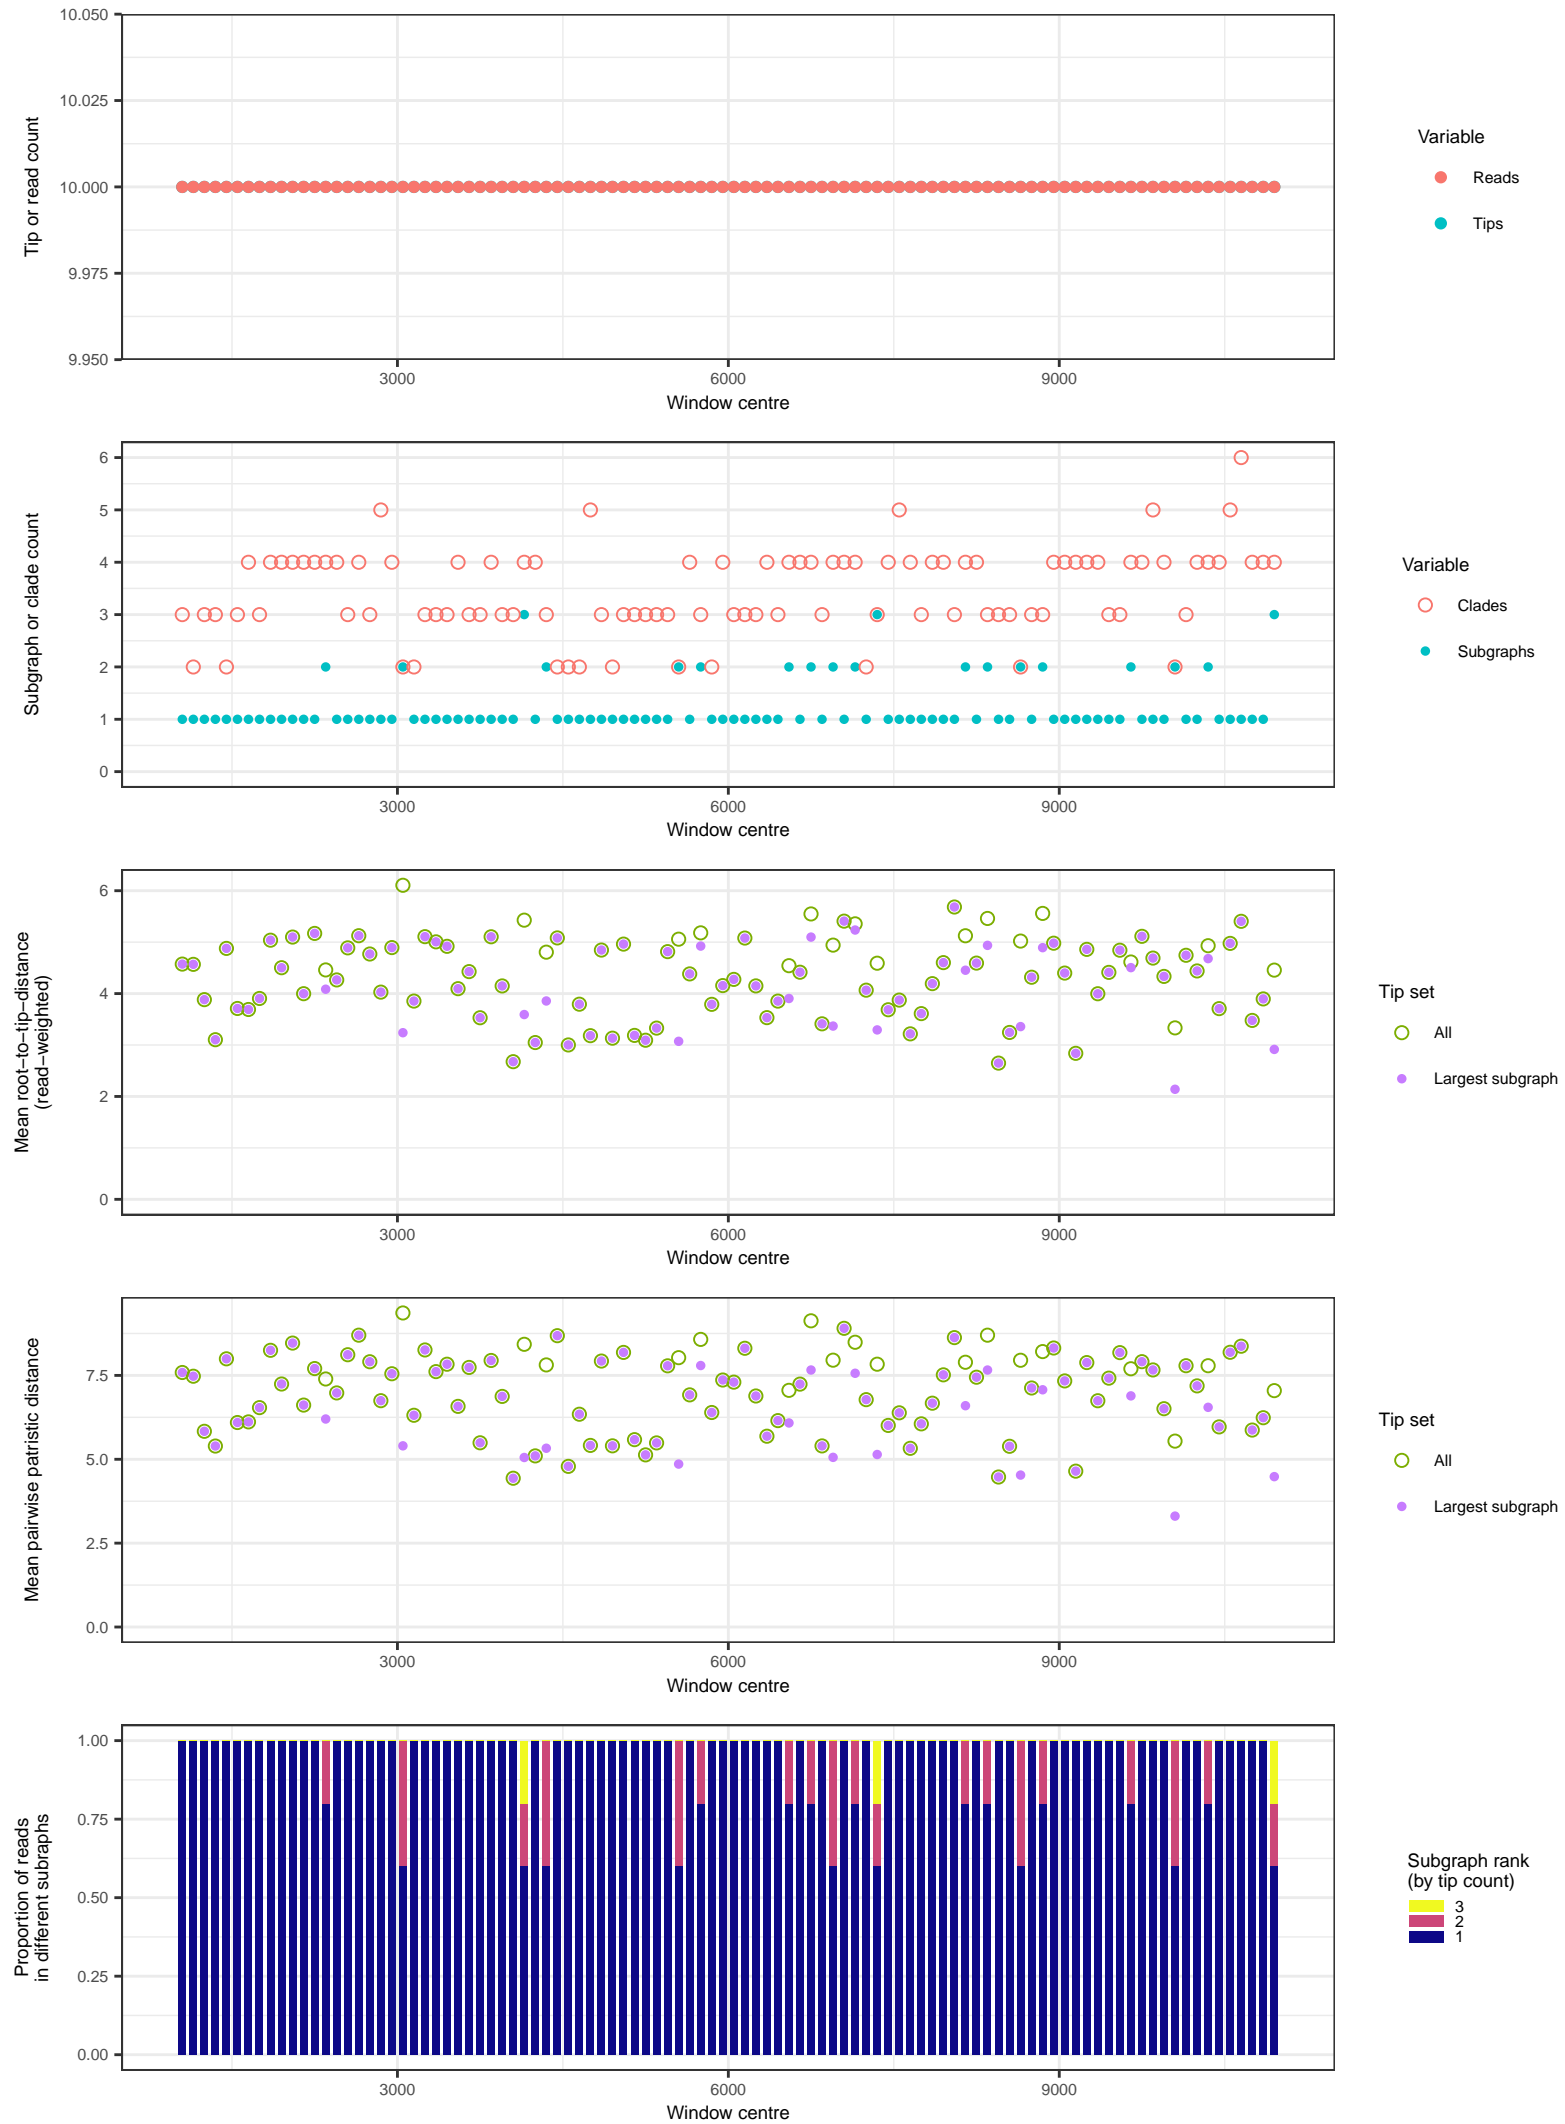 10.050
10.025
10.000
9.975
9.950
Tip or read count
3000
6000
9000
Window centre
Variable
Reads
Tips
6
5
4
3
2
1
0
Subgraph or clade count
3000
6000
9000
Window centre
Variable
Clades
Subgraphs
6
4
2
0
Mean root−to−tip−distance
(read−weighted)
3000
6000
9000
Window centre
Tip set
All
Largest subgraph
7.5
5.0
2.5
0.0
Mean pairwise patristic distance
3000
6000
9000
Window centre
Tip set
All
Largest subgraph
1.00
0.75
0.50
0.25
0.00
Proportion of reads
in different subraphs
3000
6000
9000
Window centre
Subgraph rank
(by tip count)
3
2
1